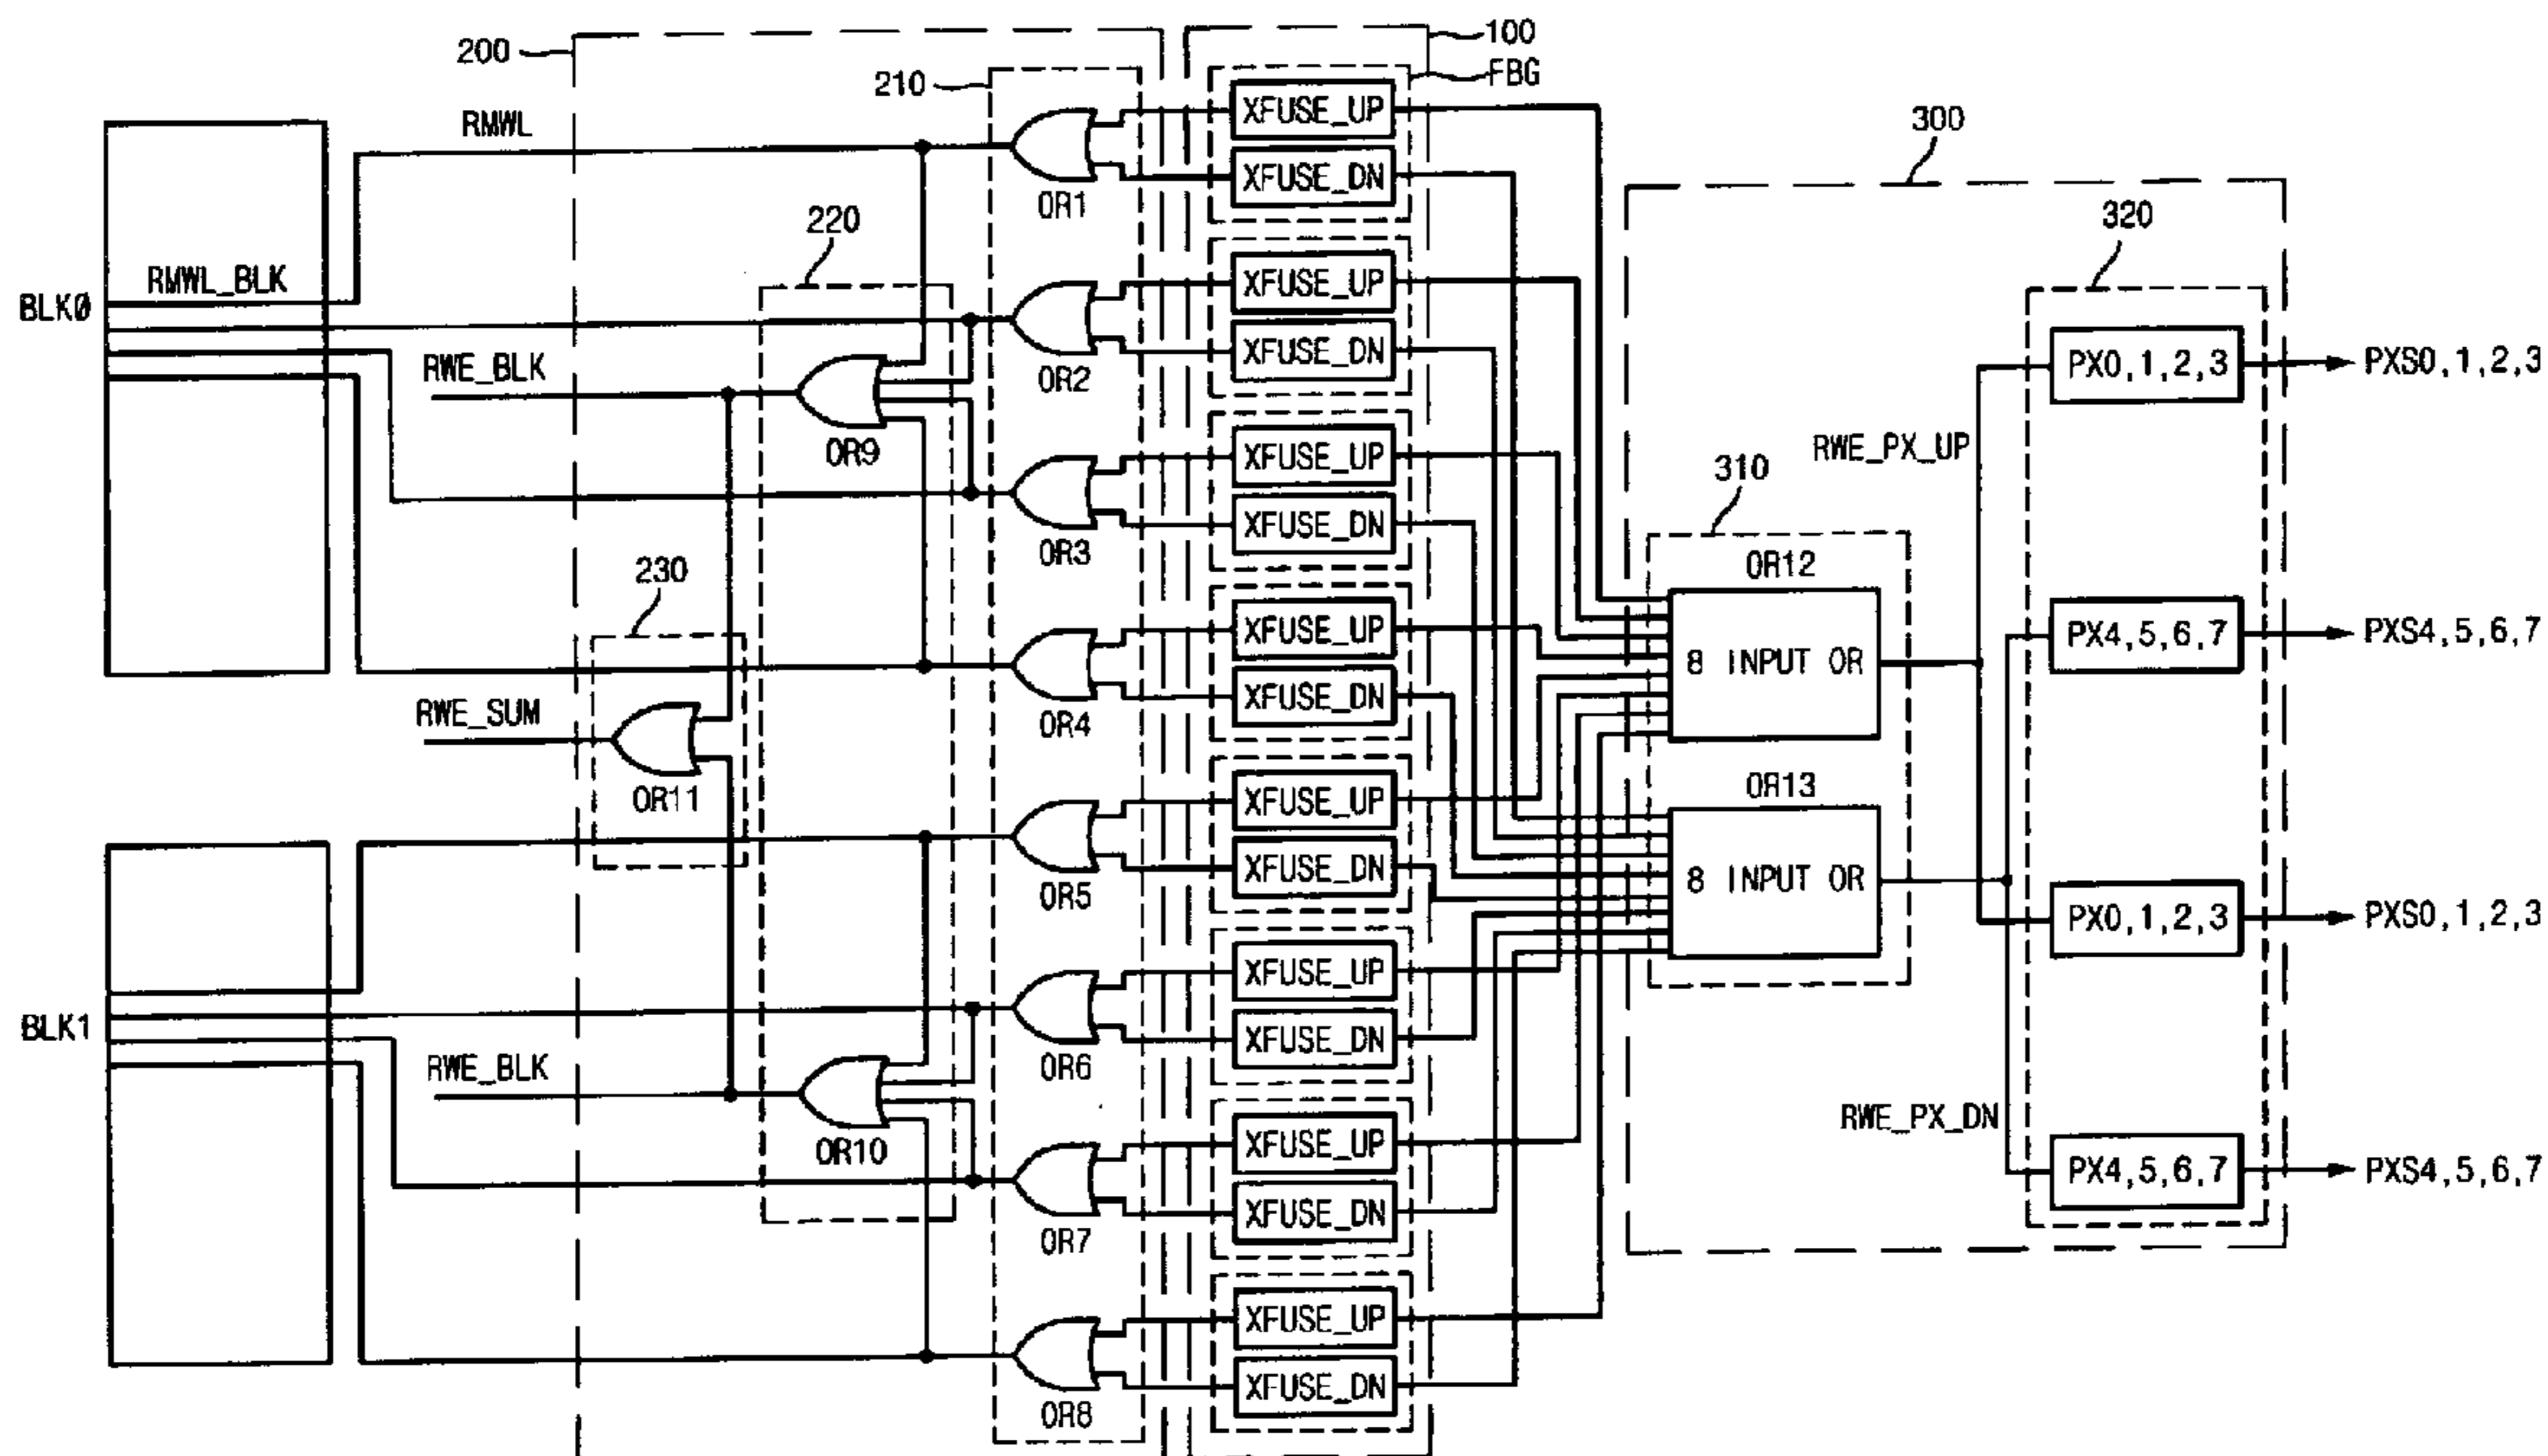 200
100
210
FBG
XFUSE_UP
RMWL
300
XFUSE_DN
OR1
320
220
RMWL_BLK
XFUSE_UP
BLK0
PX0,1,2,3
PXS0,1,2,3
XFUSE_DN
RWE_BLK
OR2
OR9
XFUSE_UP
RWE_PX_UP
310
XFUSE_DN
OR3
OR12
230
XFUSE_UP
PX4,5,6,7
PXS4,5,6,7
8 INPUT OR
XFUSE_DN
RWE_SUM
OR4
OR13
OR11
XFUSE_UP
XFUSE_DN
8 INPUT OR
OR5
PX0,1,2,3
PXS0,1,2,3
XFUSE_UP
BLK1
XFUSE_DN
RWE_BLK
OR6
RWE_PX_DN
XFUSE_UP
OR10
PX4,5,6,7
PXS4,5,6,7
XFUSE_DN
OR7
XFUSE_UP
XFUSE_DN
OR8